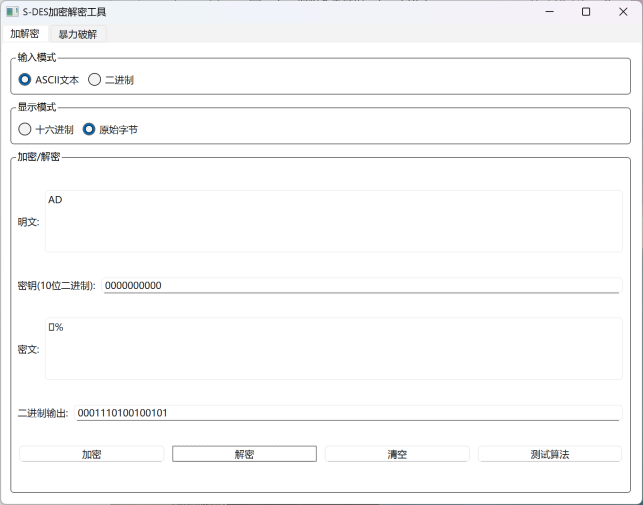 S-DES加密解密工具
加解密 暴力破解
输入模式
ASCII文本 二进制
显示模式
十六进制 原始字节
加密/解密
明文: AD
密钥(10位二进制): 0000000000
密文: □%
二进制输出: 0001110100100101
加密 解密 清空 测试算法